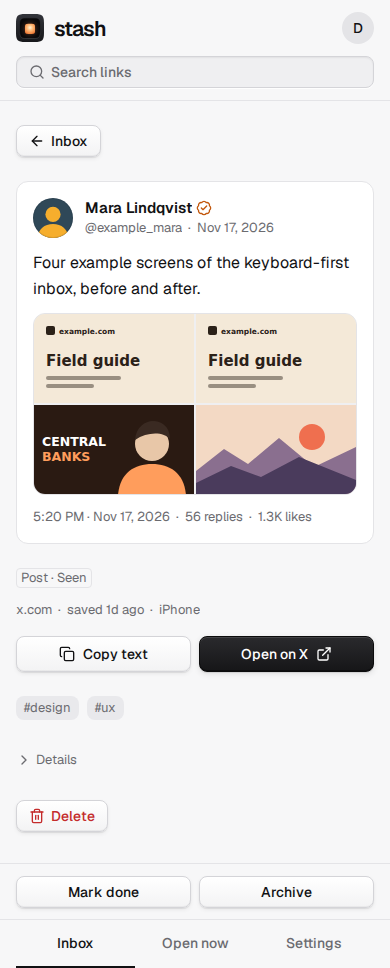 stash
D
Search links
Inbox
Mara Lindqvist
@example_mara · Nov 17, 2026
Four example screens of the keyboard-first
inbox, before and after.
example.com
Field guide
example.com
Field guide
CENTRAL
BANKS
5:20 PM · Nov 17, 2026 · 56 replies · 1.3K likes
Post · Seen
x.com · saved 1d ago · iPhone
Copy text
Open on X
#design
#ux
Details
Delete
Mark done
Archive
Inbox
Open now
Settings